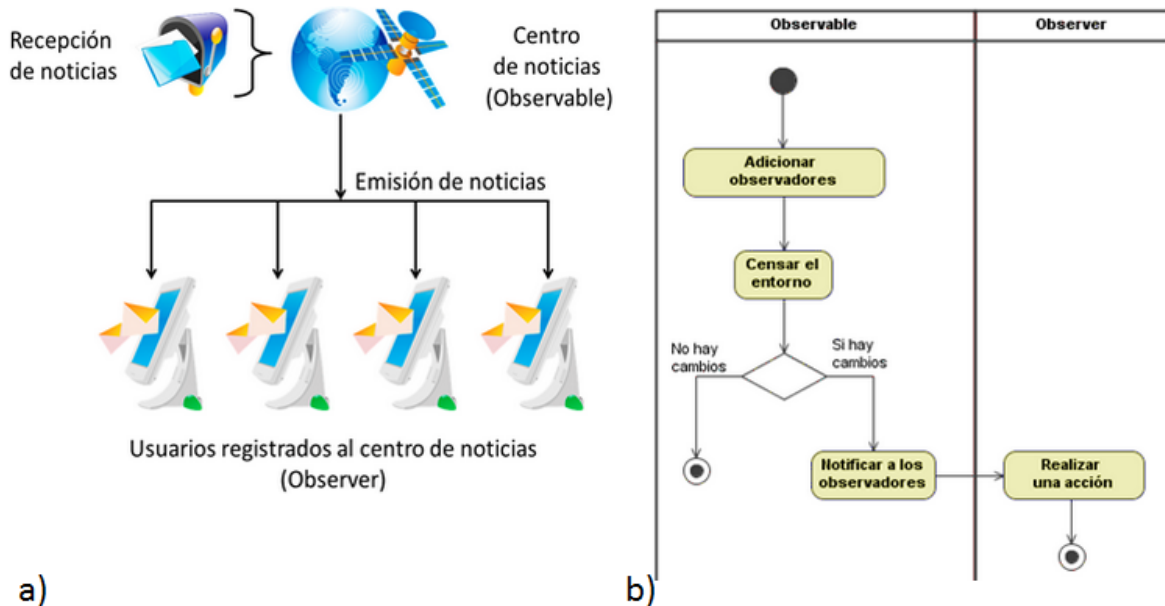 Recepción
de noticias
Centro
de noticias
(Observable)
Emisión de noticias
Usuarios registrados al centro de noticias
(Observer)
a)
Observable
Observer
Adicionar
observadores
Censar el
entorno
No hay
cambios
Si hay
cambios
Notificar a los
observadores
Realizar
una acción
b)